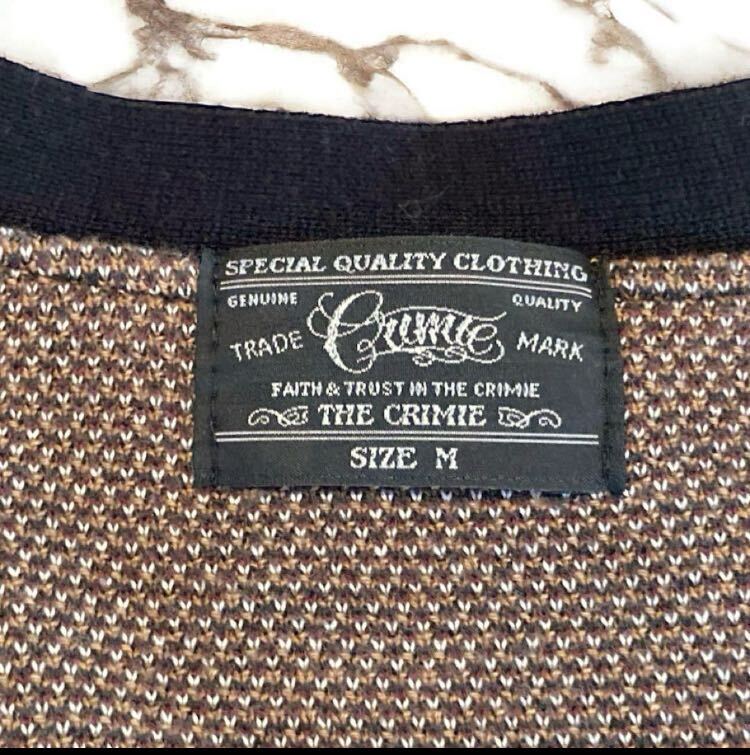 SPECIAL QUALITY CLOTHING
GENUINE QUALITY
TRADE Crimie MARK
FAITH & TRUST IN THE CRIMIE
THE CRIMIE
SIZE M